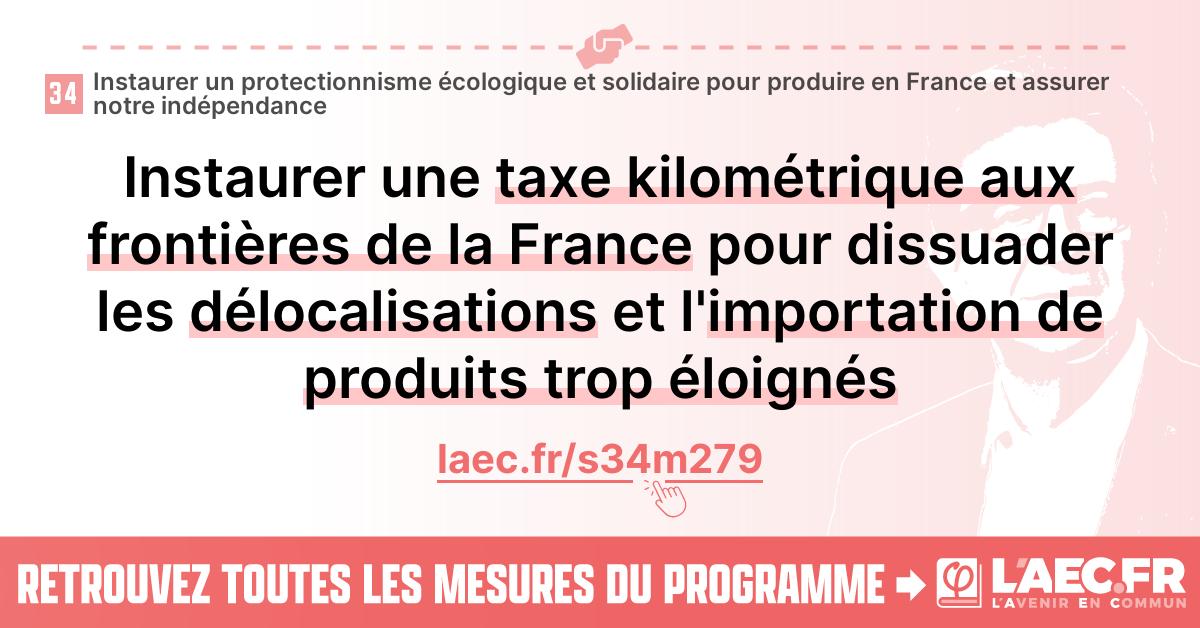 34
Instaurer un protectionnisme écologique et solidaire pour produire en France et assurer
notre indépendance
Instaurer une taxe kilométrique aux
frontières de la France pour dissuader
les délocalisations et l'importation de
produits trop éloignés
laec.fr/s34m279
RETROUVEZ TOUTES LES MESURES DU PROGRAMME
φ
L'AEC.FR
L'AVENIR EN COMMUN